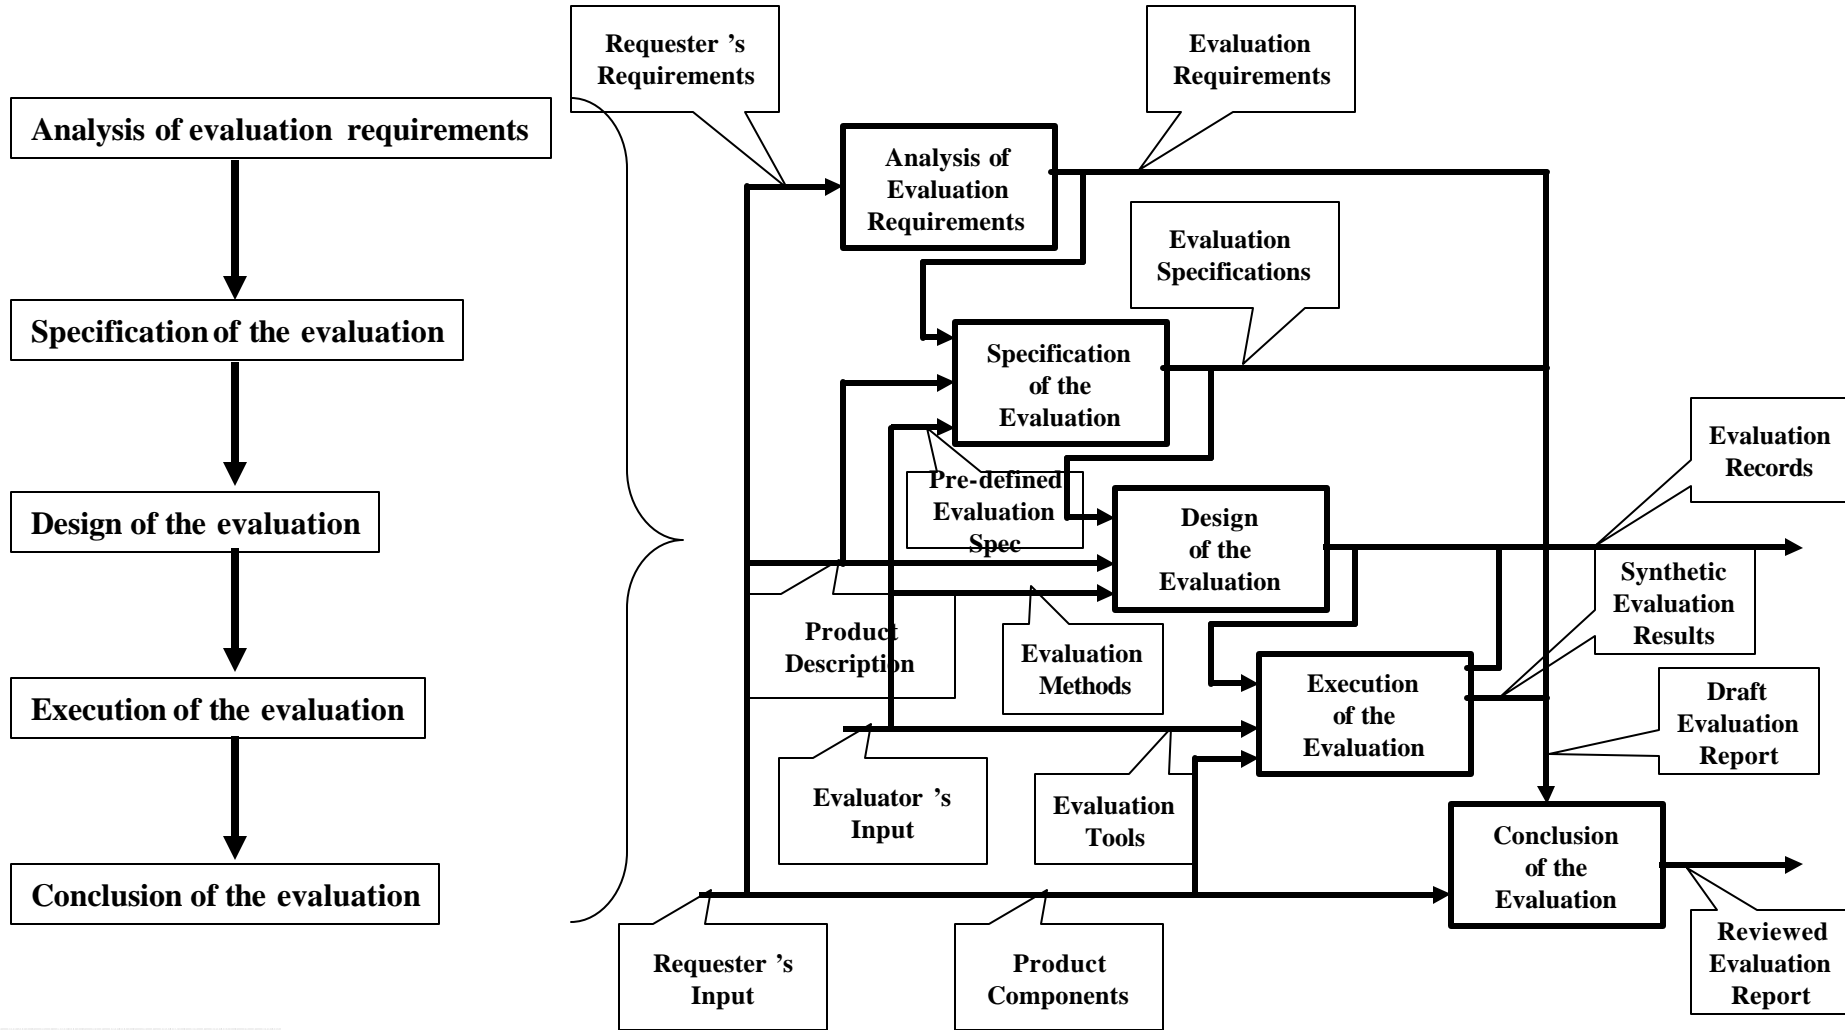 Analysis of evaluation requirements
Specification of the evaluation
Design of the evaluation
Execution of the evaluation
Conclusion of the evaluation
Requester ’s
Requirements
Evaluation
Requirements
Analysis of
Evaluation
Requirements
Evaluation
Specifications
Specification
of the
Evaluation
Pre-defined
Evaluation
Spec
Evaluation
Records
Design
of the
Evaluation
Synthetic
Evaluation
Results
Product
Description
Evaluation
Methods
Execution
of the
Evaluation
Draft
Evaluation
Report
Evaluator ’s
Input
Evaluation
Tools
Conclusion
of the
Evaluation
Requester ’s
Input
Product
Components
Reviewed
Evaluation
Report